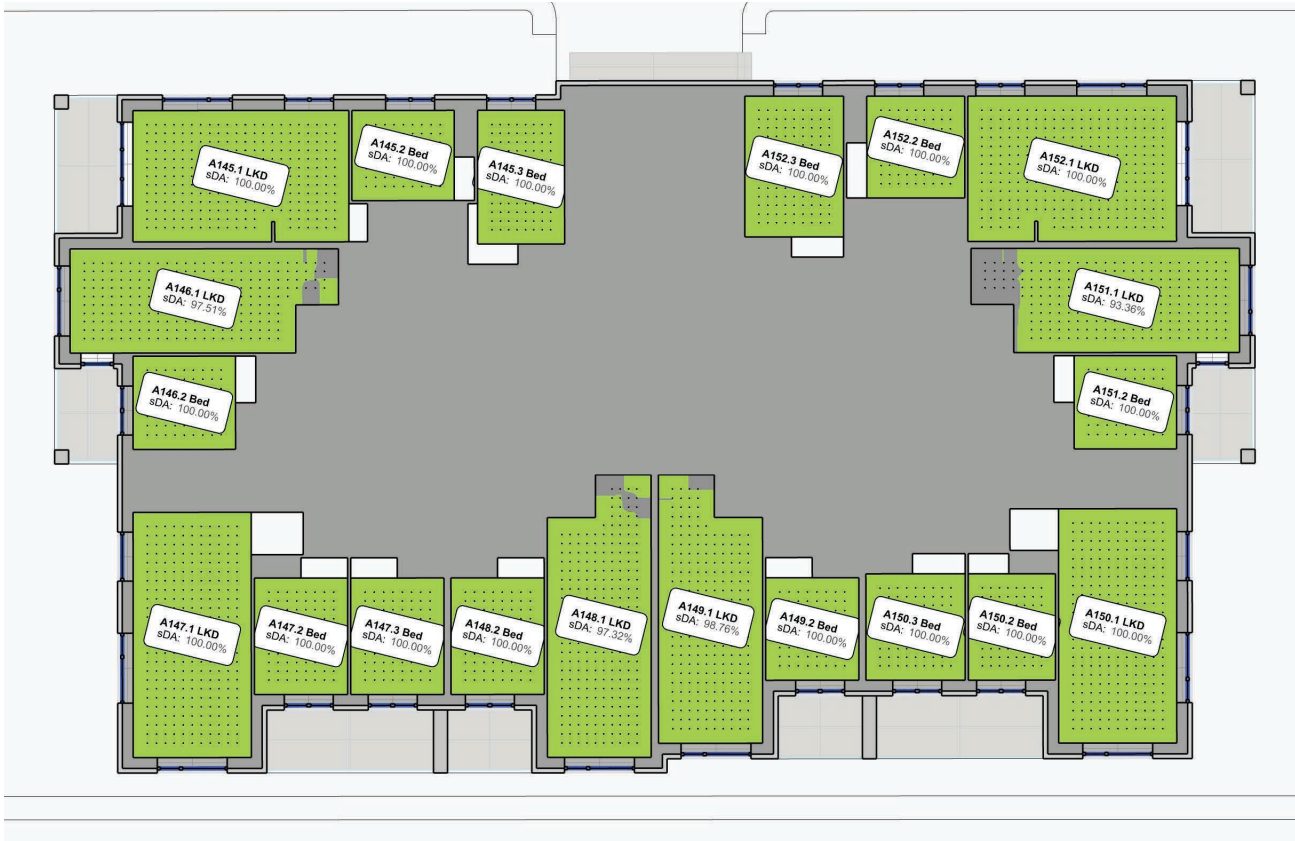 A145.1 LKD
sDA: 100.00%
A145.2 Bed
sDA: 100.00%
A145.3 Bed
sDA: 100.00%
A152.3 Bed
sDA: 100.00%
A152.2 Bed
sDA: 100.00%
A152.1 LKD
sDA: 100.00%
A146.1 LKD
sDA: 97.51%
A151.1 LKD
sDA: 93.36%
A146.2 Bed
sDA: 100.00%
A151.2 Bed
sDA: 100.00%
A147.1 LKD
sDA: 100.00%
A147.2 Bed
sDA: 100.00%
A147.3 Bed
sDA: 100.00%
A148.2 Bed
sDA: 100.00%
A148.1 LKD
sDA: 97.32%
A149.1 LKD
sDA: 98.76%
A149.2 Bed
sDA: 100.00%
A150.3 Bed
sDA: 100.00%
A150.2 Bed
sDA: 100.00%
A150.1 LKD
sDA: 100.00%